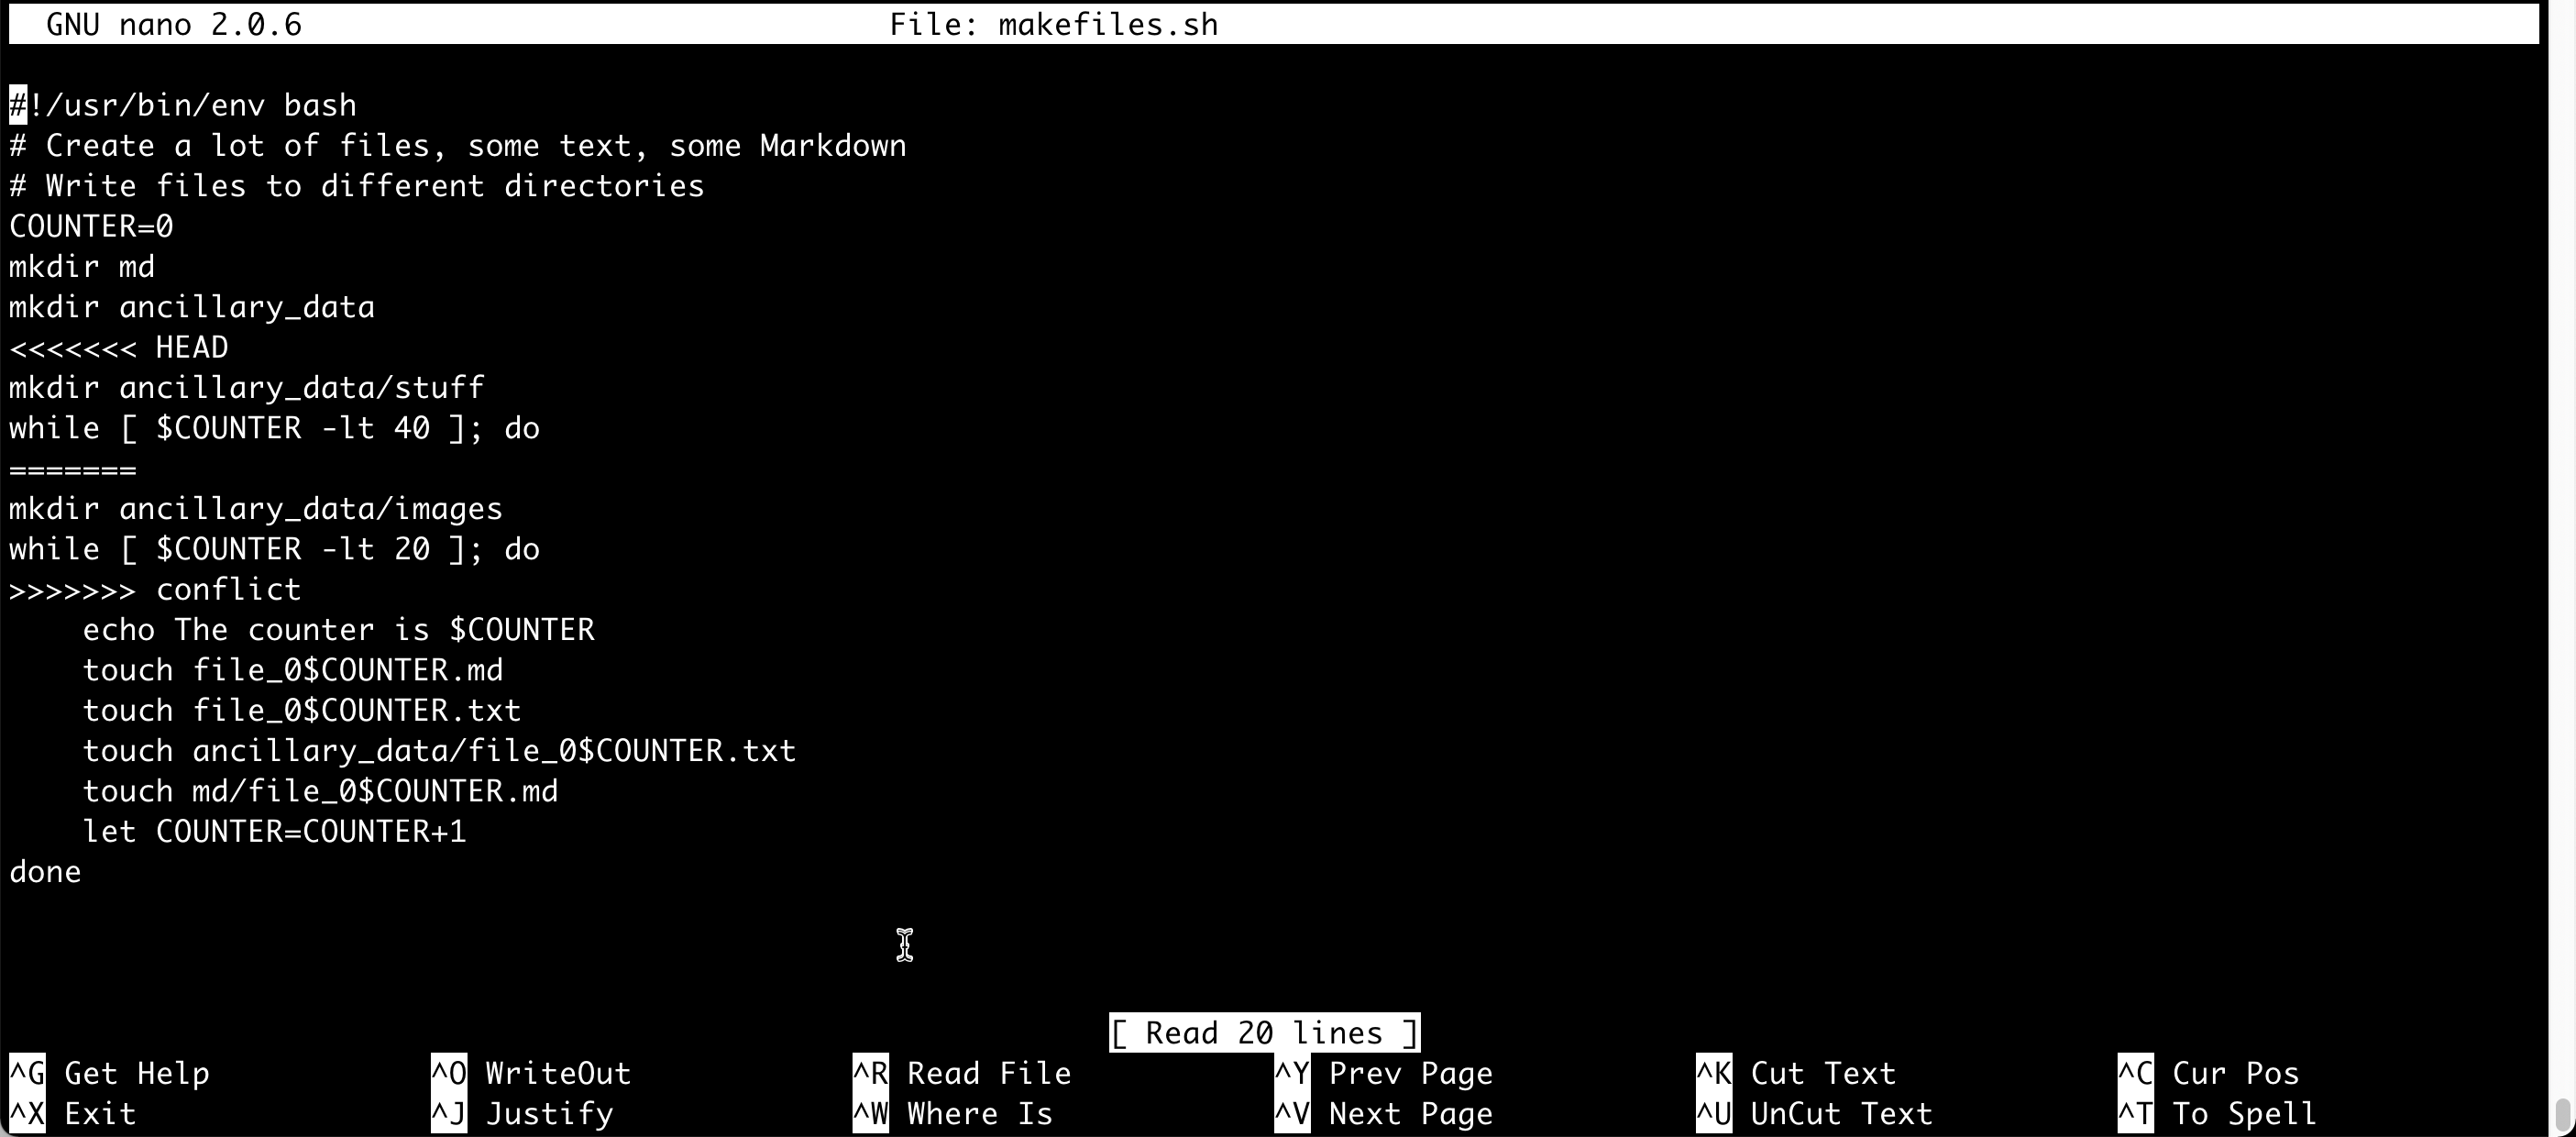 GNU nano 2.0.6 File: makefiles.sh
#!/usr/bin/env bash
# Create a lot of files, some text, some Markdown
# Write files to different directories
COUNTER=0
mkdir md
mkdir ancillary_data
<<<<<<< HEAD
mkdir ancillary_data/stuff
while [ $COUNTER -lt 40 ]; do
=======
mkdir ancillary_data/images
while [ $COUNTER -lt 20 ]; do
>>>>>>> conflict
    echo The counter is $COUNTER
    touch file_0$COUNTER.md
    touch file_0$COUNTER.txt
    touch ancillary_data/file_0$COUNTER.txt
    touch md/file_0$COUNTER.md
    let COUNTER=COUNTER+1
done
[ Read 20 lines ]
^G Get Help ^O WriteOut ^R Read File ^Y Prev Page ^K Cut Text ^C Cur Pos
^X Exit ^J Justify ^W Where Is ^V Next Page ^U UnCut Text ^T To Spell